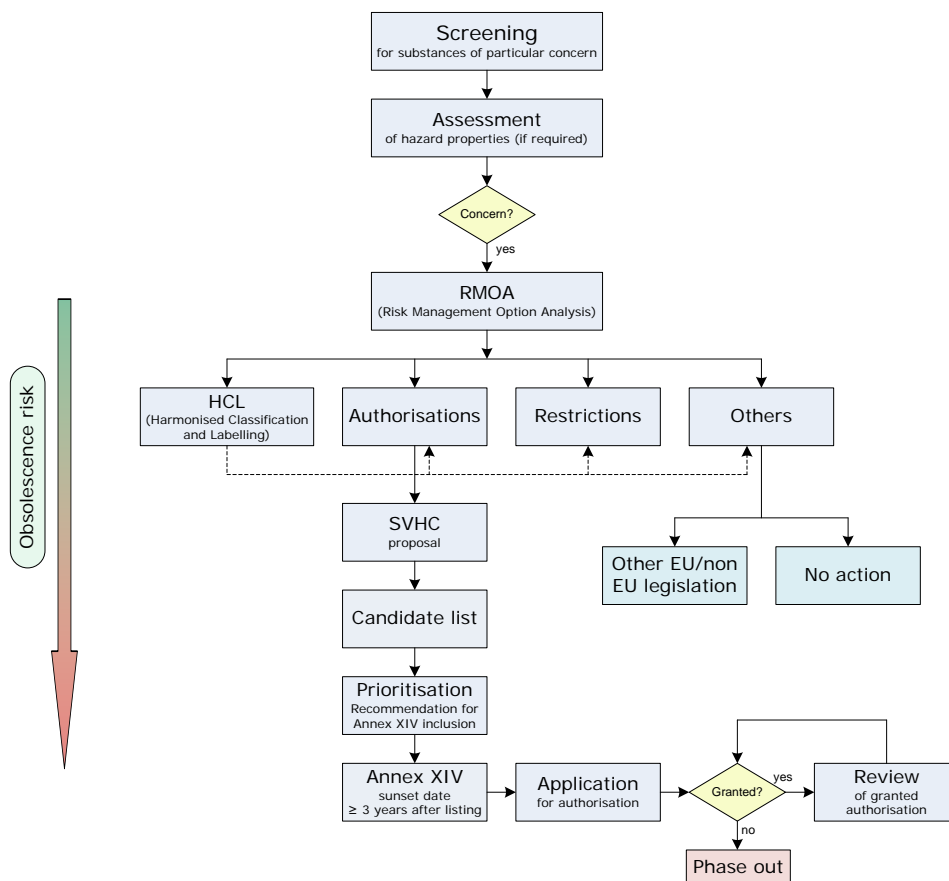 Screening
for substances of particular concern
Assessment
of hazard properties (if required)
Concern?
yes
RMOA
(Risk Management Option Analysis)
Obsolescence risk
HCL
(Harmonised Classification
and Labelling)
Authorisations
Restrictions
Others
SVHC
proposal
Other EU/non
EU legislation
No action
Candidate list
Prioritisation
Recommendation for
Annex XIV inclusion
Annex XIV
sunset date
≥ 3 years after listing
Application
for authorisation
Granted?
yes
Review
of granted
authorisation
no
Phase out